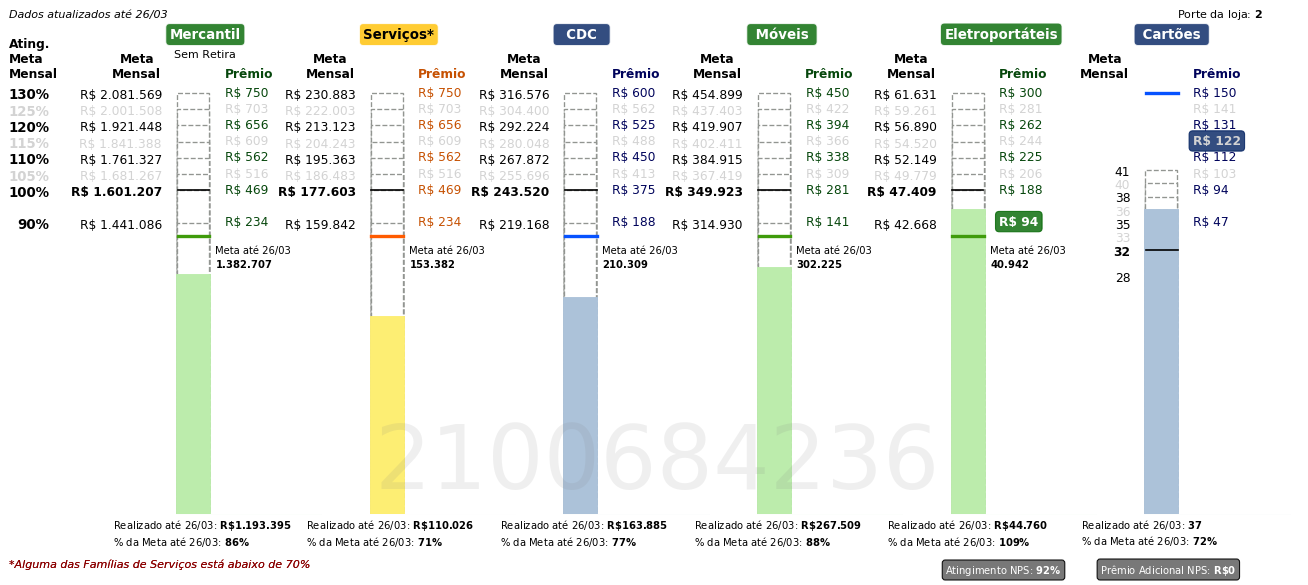 Dados atualizados até 26/03
Porte da loja: 2
Mercantil Serviços* CDC Móveis Eletroportáteis Cartões
Sem Retira
Ating. Meta Mensal
Meta Mensal Prêmio Meta Mensal Prêmio Meta Mensal Prêmio Meta Mensal Prêmio Meta Mensal Prêmio Meta Mensal Prêmio
130% R$ 2.081.569 R$ 750 R$ 230.883 R$ 750 R$ 316.576 R$ 600 R$ 454.899 R$ 450 R$ 61.631 R$ 300 R$ 150
125% R$ 2.001.508 R$ 703 R$ 222.003 R$ 703 R$ 304.400 R$ 562 R$ 437.403 R$ 422 R$ 59.261 R$ 281 R$ 141
120% R$ 1.921.448 R$ 656 R$ 213.123 R$ 656 R$ 292.224 R$ 525 R$ 419.907 R$ 394 R$ 56.890 R$ 262 R$ 131
115% R$ 1.841.388 R$ 609 R$ 204.243 R$ 609 R$ 280.048 R$ 488 R$ 402.411 R$ 366 R$ 54.520 R$ 244 R$ 122
110% R$ 1.761.327 R$ 562 R$ 195.363 R$ 562 R$ 267.872 R$ 450 R$ 384.915 R$ 338 R$ 52.149 R$ 225 41 R$ 112
105% R$ 1.681.267 R$ 516 R$ 186.483 R$ 516 R$ 255.696 R$ 413 R$ 367.419 R$ 309 R$ 49.779 R$ 206 40 R$ 103
100% R$ 1.601.207 R$ 469 R$ 177.603 R$ 469 R$ 243.520 R$ 375 R$ 349.923 R$ 281 R$ 47.409 R$ 188 38 R$ 94
36
90% R$ 1.441.086 R$ 234 R$ 159.842 R$ 234 R$ 219.168 R$ 188 R$ 314.930 R$ 141 R$ 42.668 R$ 94 35 R$ 47
33
Meta até 26/03 Meta até 26/03 Meta até 26/03 Meta até 26/03 Meta até 26/03 32
1.382.707 153.382 210.309 302.225 40.942
28
2100684236
Realizado até 26/03: R$1.193.395 Realizado até 26/03: R$110.026 Realizado até 26/03: R$163.885 Realizado até 26/03: R$267.509 Realizado até 26/03: R$44.760 Realizado até 26/03: 37
% da Meta até 26/03: 86% % da Meta até 26/03: 71% % da Meta até 26/03: 77% % da Meta até 26/03: 88% % da Meta até 26/03: 109% % da Meta até 26/03: 72%
*Alguma das Famílias de Serviços está abaixo de 70%
Atingimento NPS: 92% Prêmio Adicional NPS: R$0